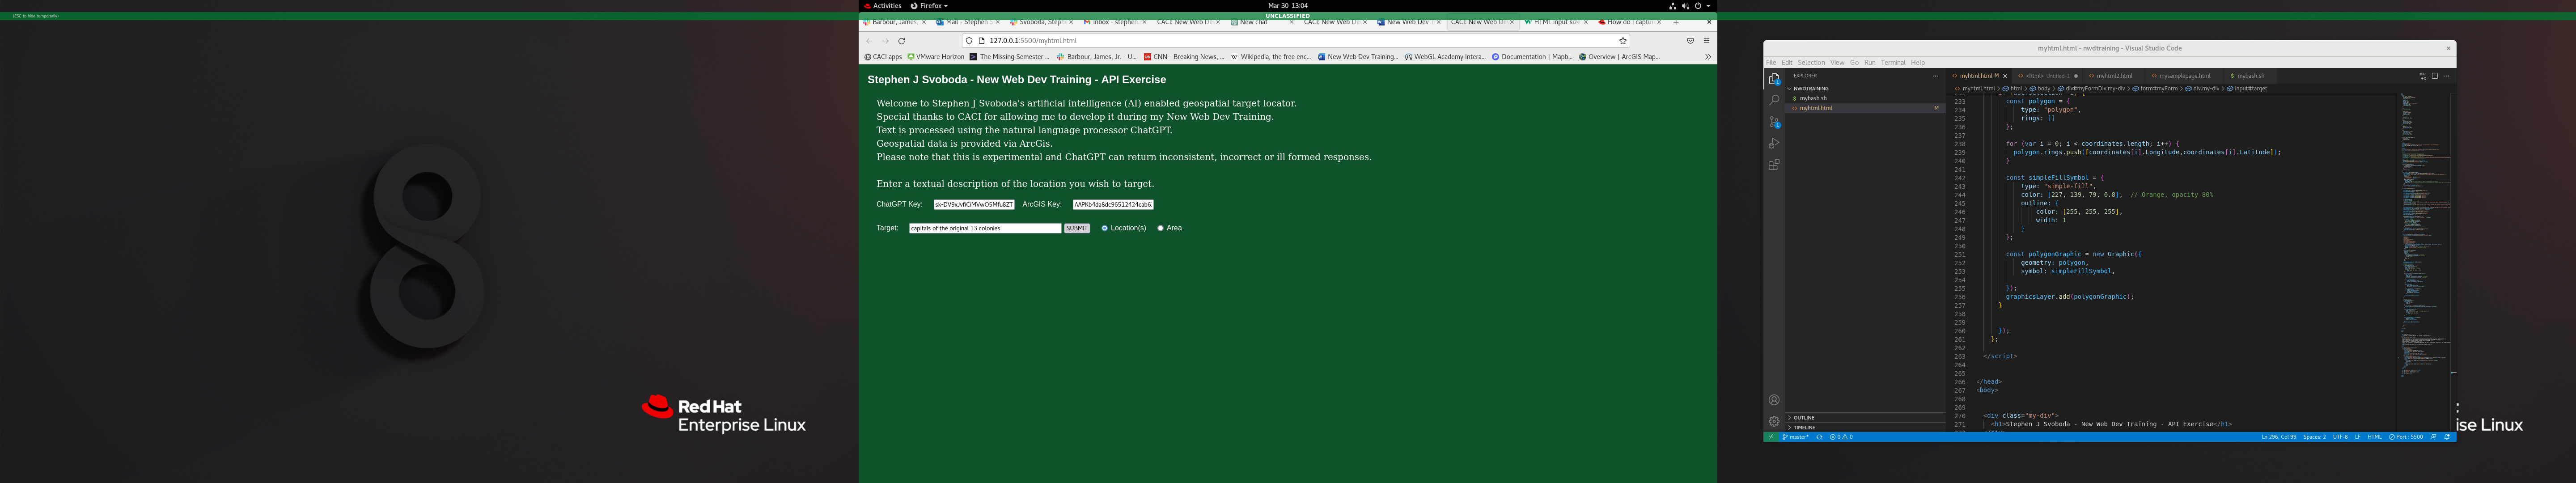 (ESC to hide temporarily)
Red Hat
Enterprise Linux
Activities Firefox Mar 30 13:04
UNCLASSIFIED
Barbour, James, Mail - Stephen S Svoboda, Stephe Inbox - stephen. CACI: New Web De New chat CACI: New Web De New Web Dev T CACI: New Web De HTML input size How do I captur
127.0.0.1:5500/myhtml.html
CACI apps VMware Horizon The Missing Semester ... Barbour, James, Jr. - U... CNN - Breaking News, ... Wikipedia, the free enc... New Web Dev Training... WebGL Academy Intera... Documentation | Mapb... Overview | ArcGIS Map...
Stephen J Svoboda - New Web Dev Training - API Exercise
Welcome to Stephen J Svoboda's artificial intelligence (AI) enabled geospatial target locator.
Special thanks to CACI for allowing me to develop it during my New Web Dev Training.
Text is processed using the natural language processor ChatGPT.
Geospatial data is provided via ArcGis.
Please note that this is experimental and ChatGPT can return inconsistent, incorrect or ill formed responses.
Enter a textual description of the location you wish to target.
ChatGPT Key: sk-DV9xJvfiCiMVwO5Mfu8ZT ArcGIS Key: AAPKb4da8dc96512424cab6
Target: capitals of the original 13 colonies SUBMIT Location(s) Area
myhtml.html - nwdtraining - Visual Studio Code
File Edit Selection View Go Run Terminal Help
EXPLORER
NWDTRAINING
mybash.sh
myhtml.html M
OUTLINE
TIMELINE
myhtml.html M <html> Untitled-1 myhtml2.html mysamplepage.html mybash.sh
myhtml.html > html > body > div#myFormDiv.my-div > form#myForm > div.my-div > input#target
233 const polygon = {
234 type: "polygon",
235 rings: []
236 };
237
238 for (var i = 0; i < coordinates.length; i++) {
239 polygon.rings.push([coordinates[i].Longitude,coordinates[i].Latitude]);
240 }
241
242 const simpleFillSymbol = {
243 type: "simple-fill",
244 color: [227, 139, 79, 0.8], // Orange, opacity 80%
245 outline: {
246 color: [255, 255, 255],
247 width: 1
248 }
249 };
250
251 const polygonGraphic = new Graphic({
252 geometry: polygon,
253 symbol: simpleFillSymbol,
254
255 });
256 graphicsLayer.add(polygonGraphic);
257 }
258
259
260 });
261 };
262
263 </script>
264
265
266 </head>
267 <body>
268
269
270 <div class="my-div">
271 <h1>Stephen J Svoboda - New Web Dev Training - API Exercise</h1>
master* 0 0 Ln 296, Col 99 Spaces: 2 UTF-8 LF HTML Port : 5500
ise Linux